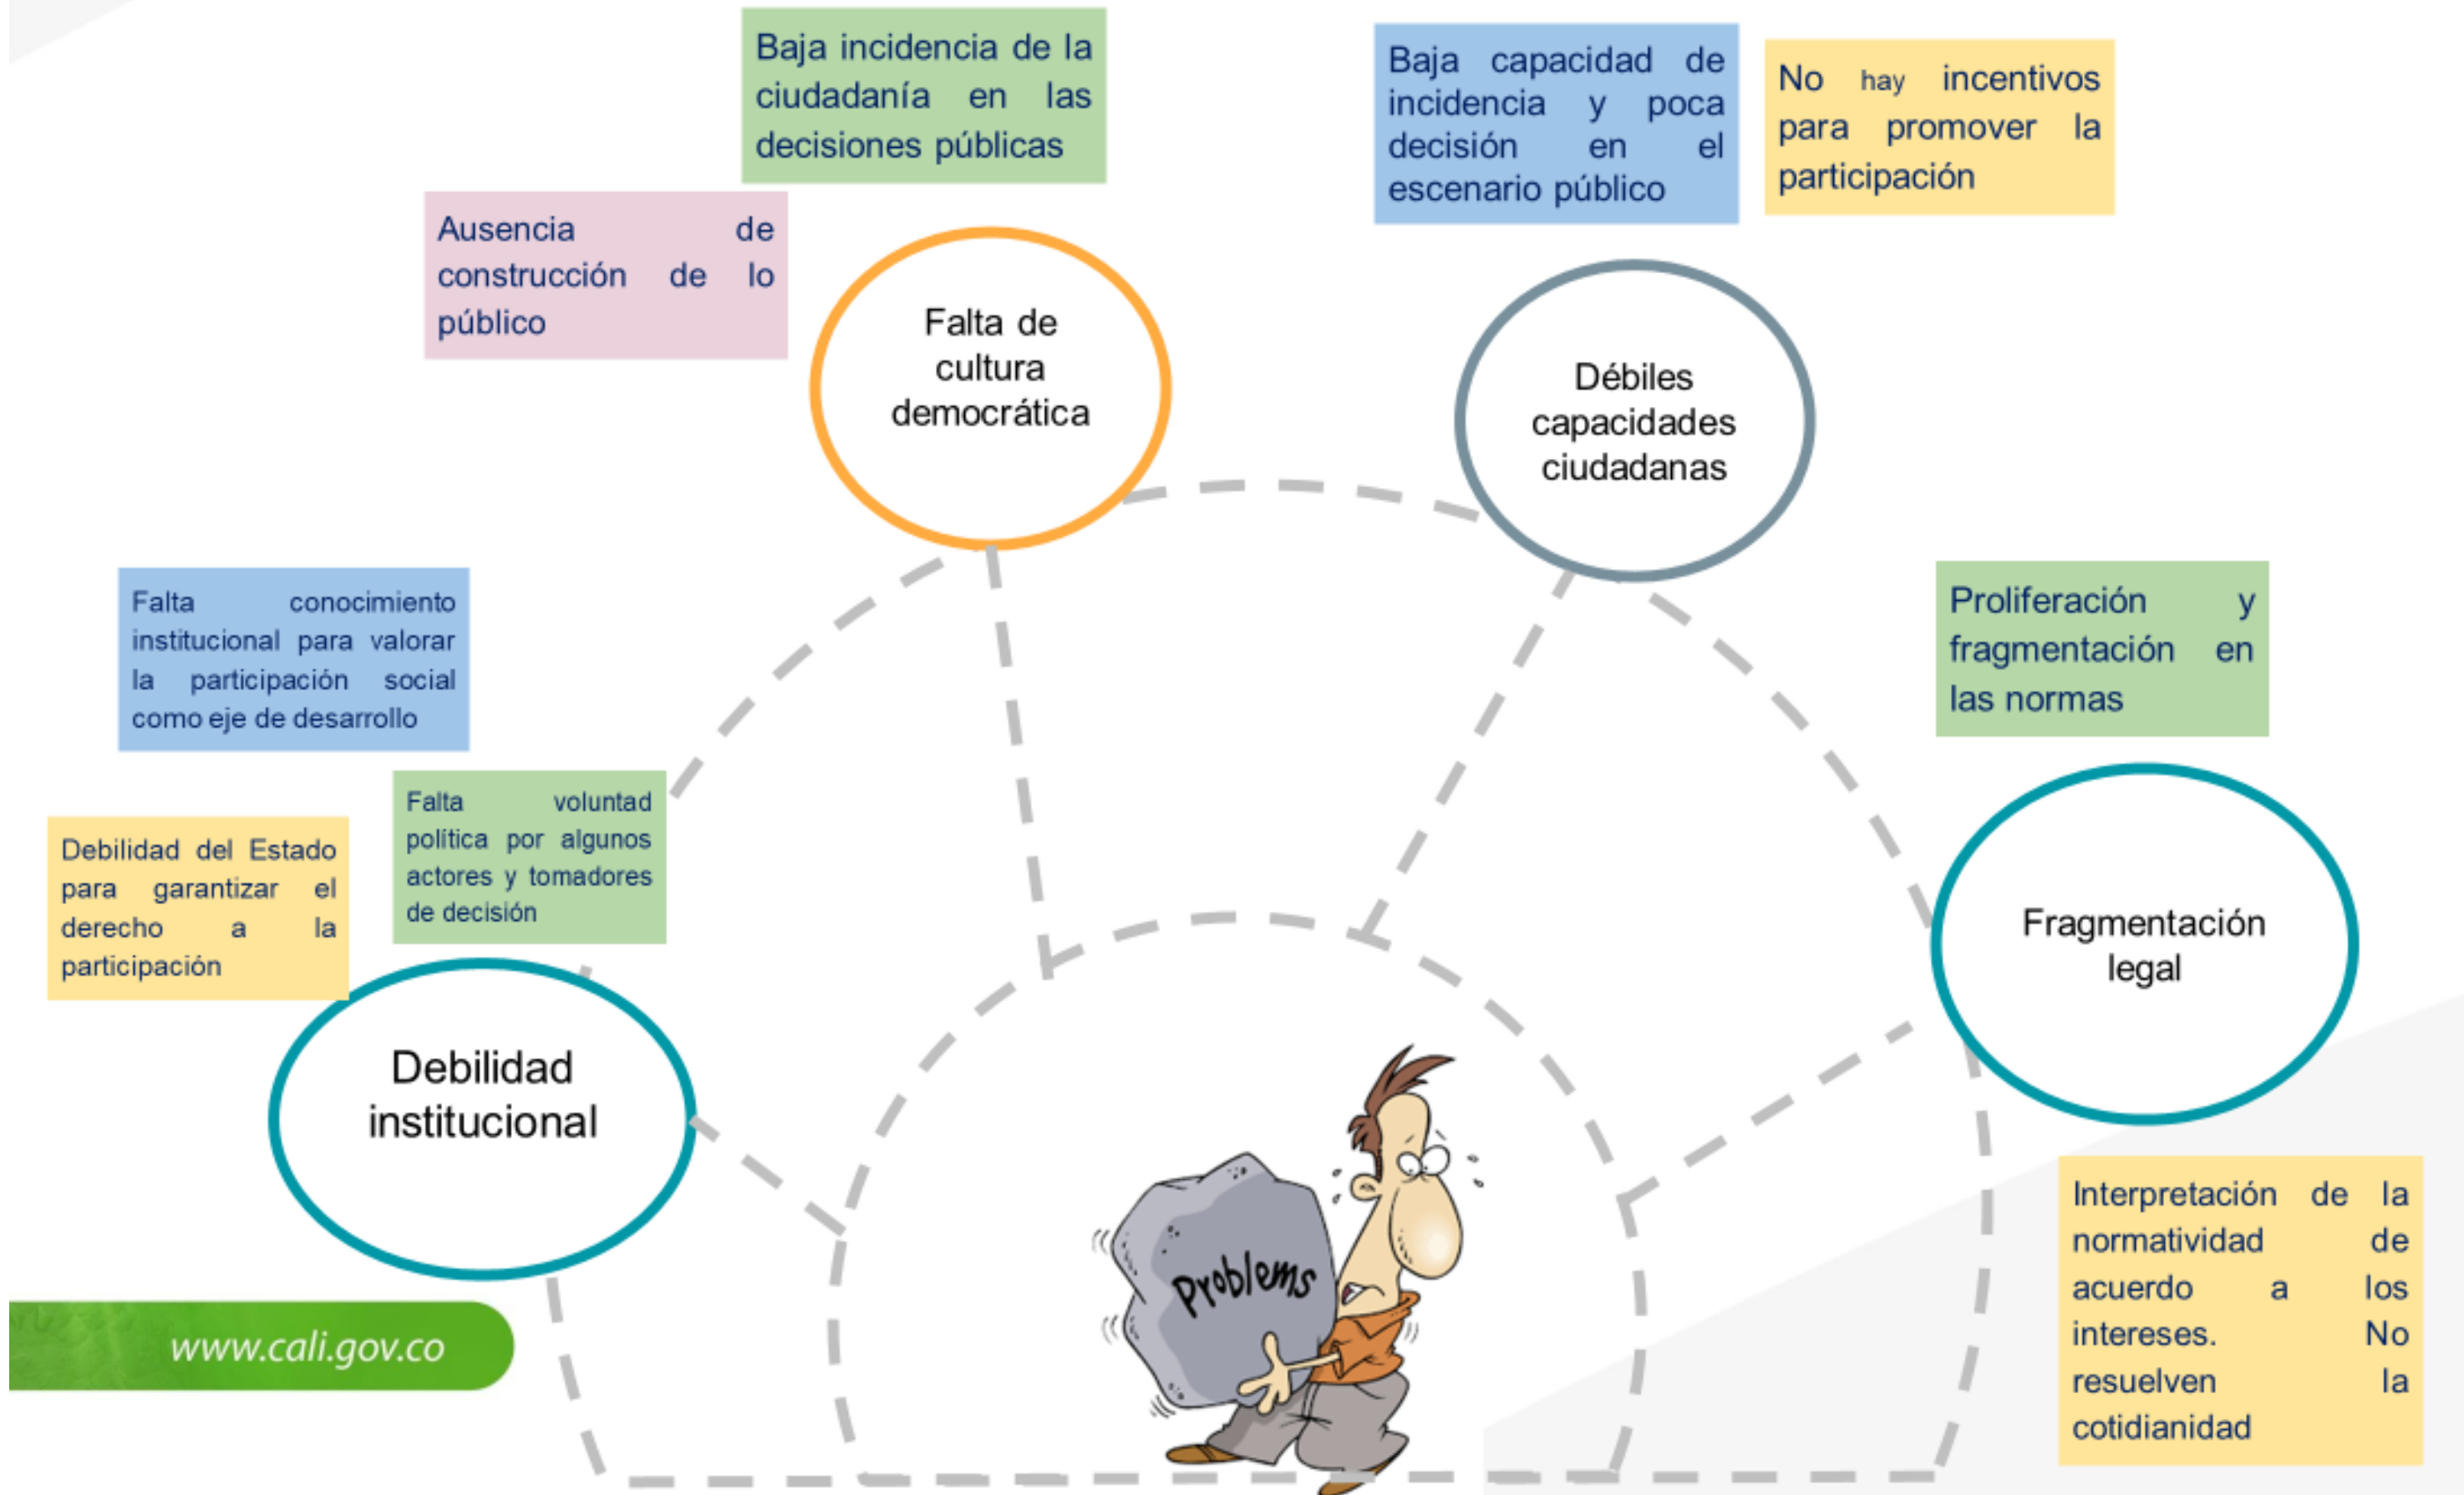 Baja incidencia de la
ciudadanía en las
decisiones públicas
Baja capacidad de
incidencia y poca
decisión en el
escenario público
No hay incentivos
para promover la
participación
Ausencia de
construcción de lo
público
Falta de
cultura
democrática
Débiles
capacidades
ciudadanas
Falta conocimiento
institucional para valorar
la participación social
como eje de desarrollo
Proliferación y
fragmentación en
las normas
Falta voluntad
política por algunos
actores y tomadores
de decisión
Debilidad del Estado
para garantizar el
derecho a la
participación
Fragmentación
legal
Debilidad
institucional
Problems
Interpretación de la
normatividad de
acuerdo a los
intereses. No
resuelven la
cotidianidad
www.cali.gov.co